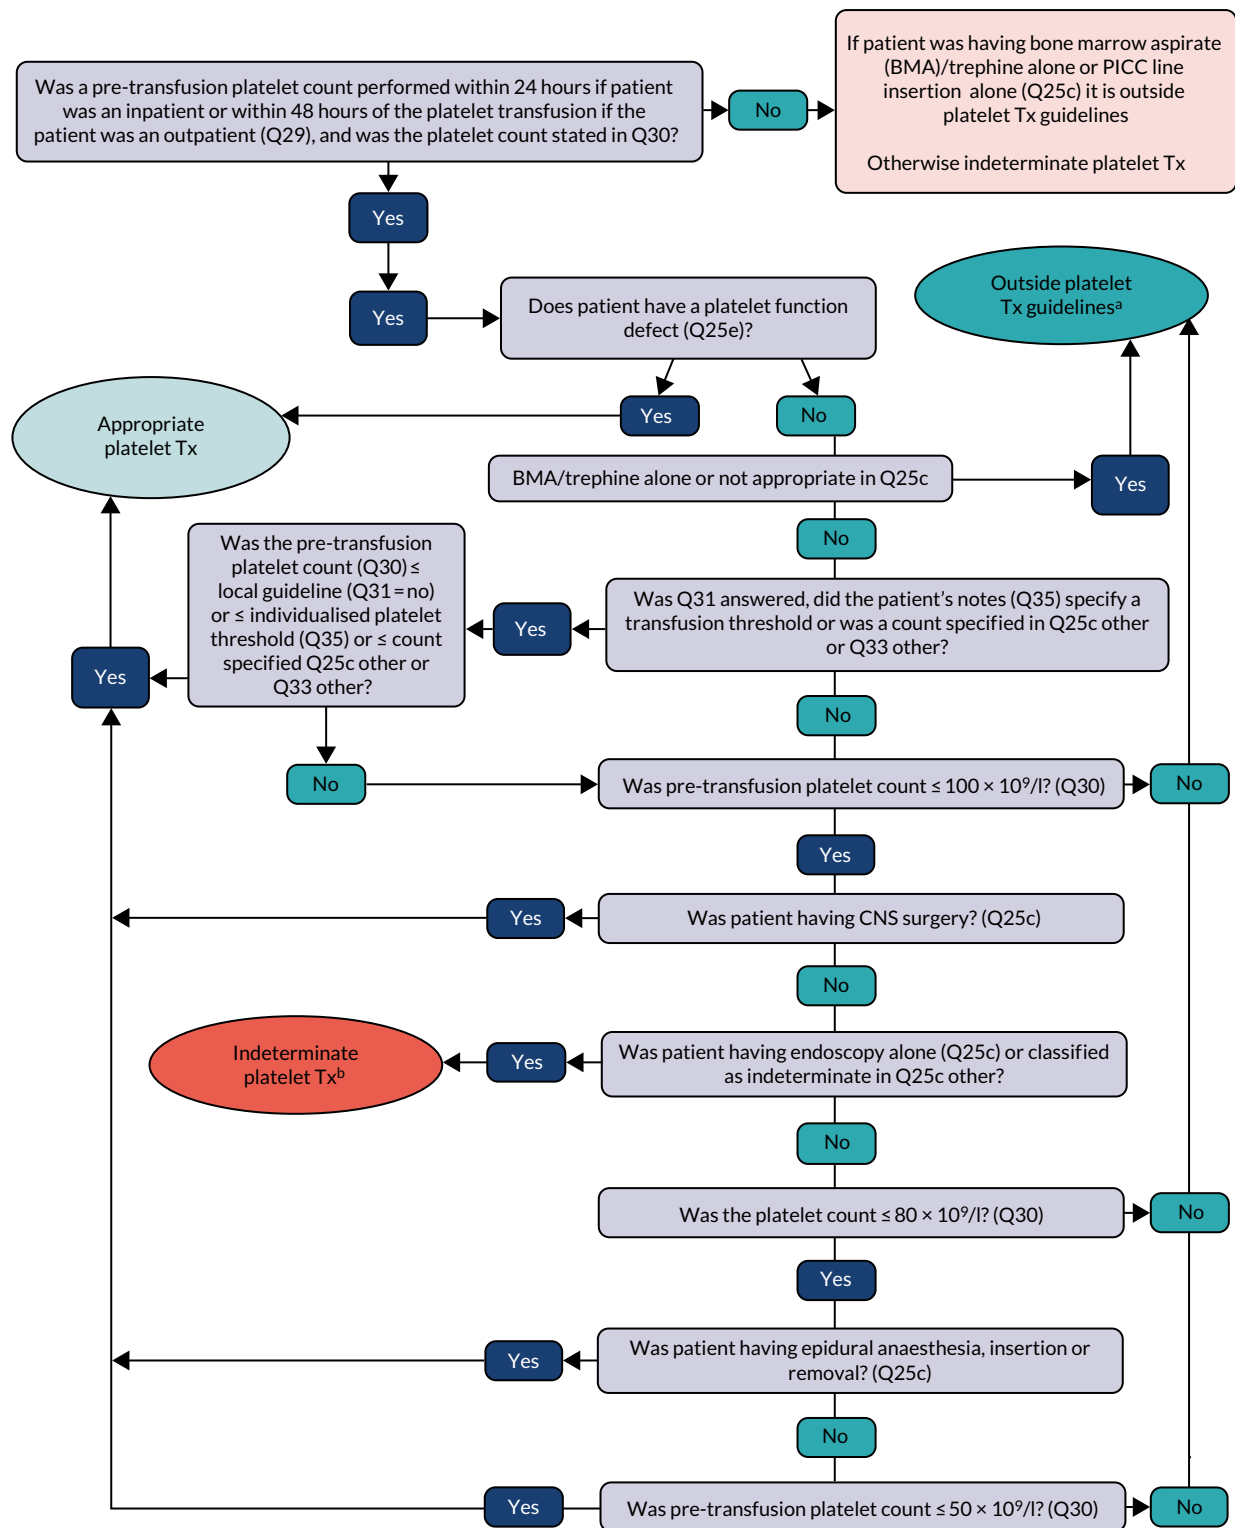 Was a pre-transfusion platelet count performed within 24 hours if patient
was an inpatient or within 48 hours of the platelet transfusion if the
patient was an outpatient (Q29), and was the platelet count stated in Q30?
No
If patient was having bone marrow aspirate
(BMA)/trephine alone or PICC line
insertion alone (Q25c) it is outside
platelet Tx guidelines
Otherwise indeterminate platelet Tx
Yes
Yes
Does patient have a platelet function
defect (Q25e)?
Outside platelet
Tx guidelinesᵃ
Yes
No
Appropriate
platelet Tx
BMA/trephine alone or not appropriate in Q25c
Yes
No
Was the pre-transfusion
platelet count (Q30) ≤
local guideline (Q31 = no)
or ≤ individualised platelet
threshold (Q35) or ≤ count
specified Q25c other or
Q33 other?
Yes
Was Q31 answered, did the patient's notes (Q35) specify a
transfusion threshold or was a count specified in Q25c other
or Q33 other?
Yes
No
No
Was pre-transfusion platelet count ≤ 100 × 10⁹/l? (Q30)
No
Yes
Yes
Was patient having CNS surgery? (Q25c)
No
Indeterminate
platelet Txᵇ
Yes
Was patient having endoscopy alone (Q25c) or classified
as indeterminate in Q25c other?
No
Was the platelet count ≤ 80 × 10⁹/l? (Q30)
No
Yes
Yes
Was patient having epidural anaesthesia, insertion or
removal? (Q25c)
No
Yes
Was pre-transfusion platelet count ≤ 50 × 10⁹/l? (Q30)
No